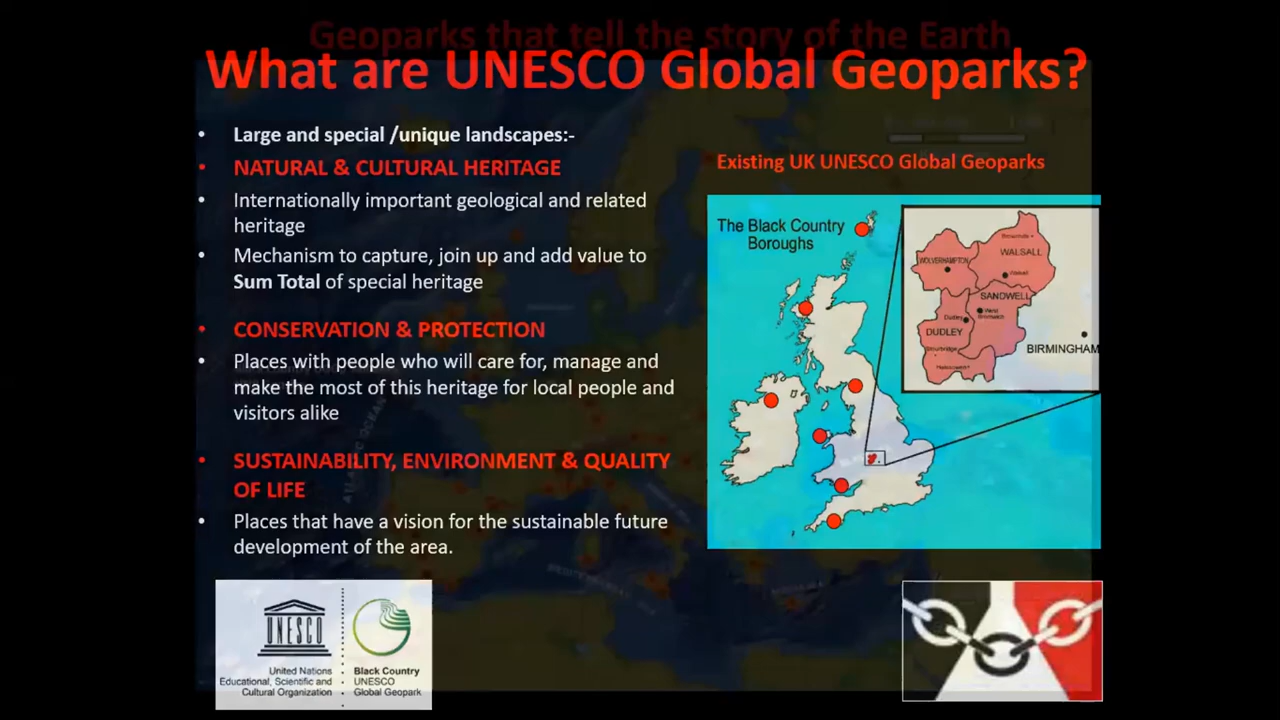 Geoparks that tell the story of the Earth
What are UNESCO Global Geoparks?
• Large and special /unique landscapes:-
• NATURAL & CULTURAL HERITAGE
• Internationally important geological and related
heritage
• Mechanism to capture, join up and add value to
Sum Total of special heritage
• CONSERVATION & PROTECTION
• Places with people who will care for, manage and
make the most of this heritage for local people and
visitors alike
• SUSTAINABILITY, ENVIRONMENT & QUALITY
OF LIFE
• Places that have a vision for the sustainable future
development of the area.
Existing UK UNESCO Global Geoparks
The Black Country
Boroughs
WOLVERHAMPTON
WALSALL
Walsall
SANDWELL
West
Bromwich
Dudley
DUDLEY
Stourbridge
BIRMINGHAM
UNESCO
United Nations
Educational, Scientific and
Cultural Organization
Black Country
UNESCO
Global Geopark